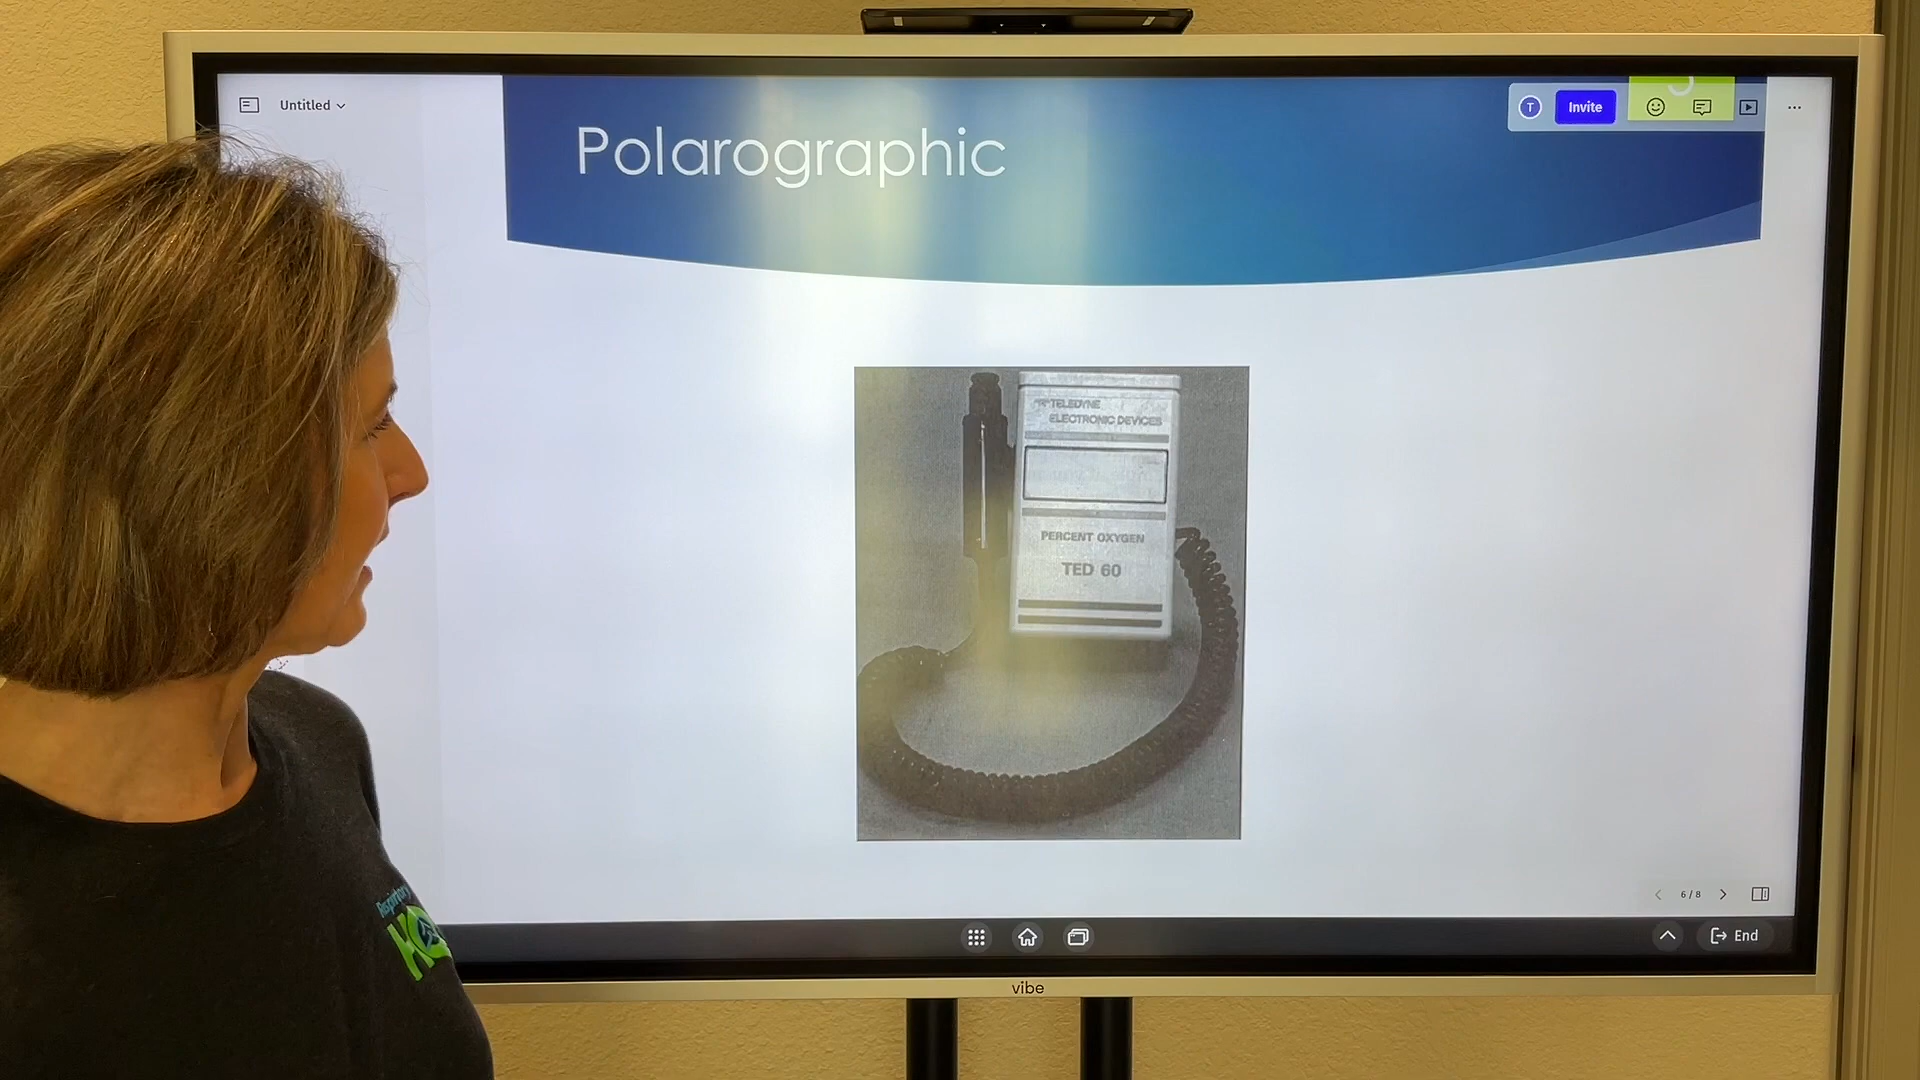 Untitled
T
Invite
Polarographic
TELEDYNE
ELECTRONIC DEVICES
PERCENT OXYGEN
TED 60
6 / 8
End
vibe